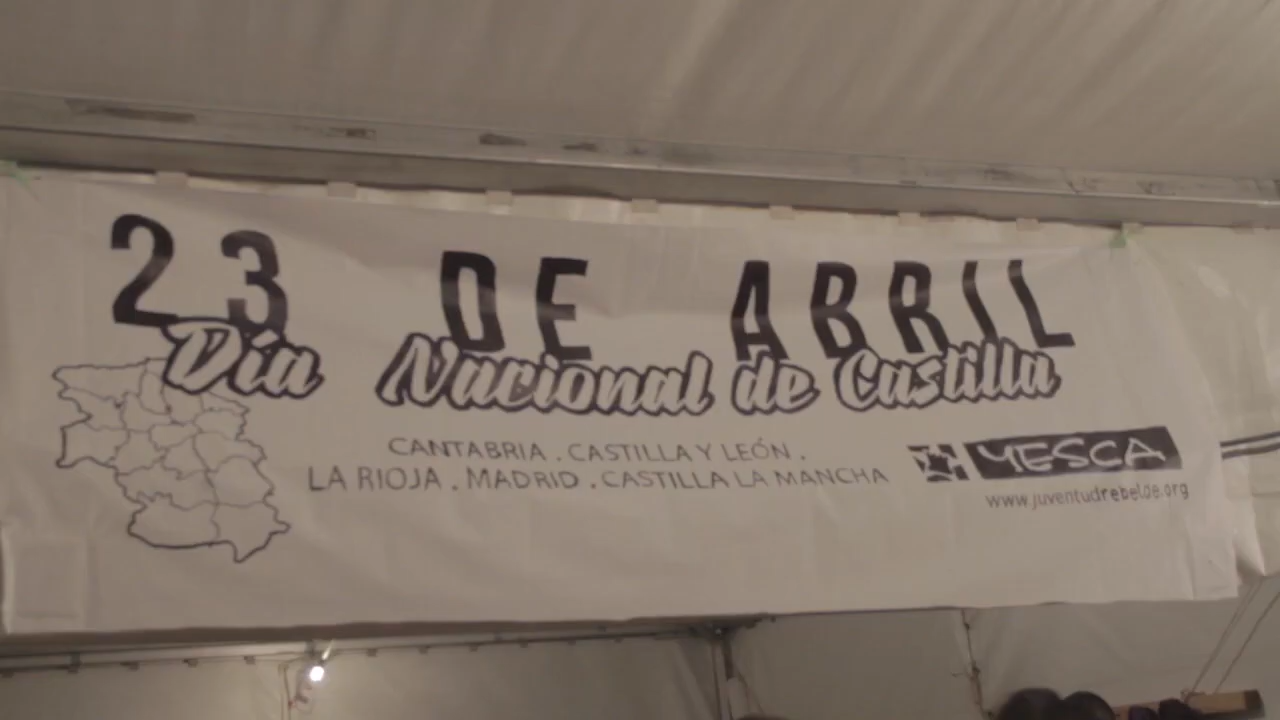 23 DE ABRIL
Día Nacional de Castilla
CANTABRIA . CASTILLA Y LEÓN .
LA RIOJA . MADRID . CASTILLA LA MANCHA
YESCA
www.juventudrebelde.org